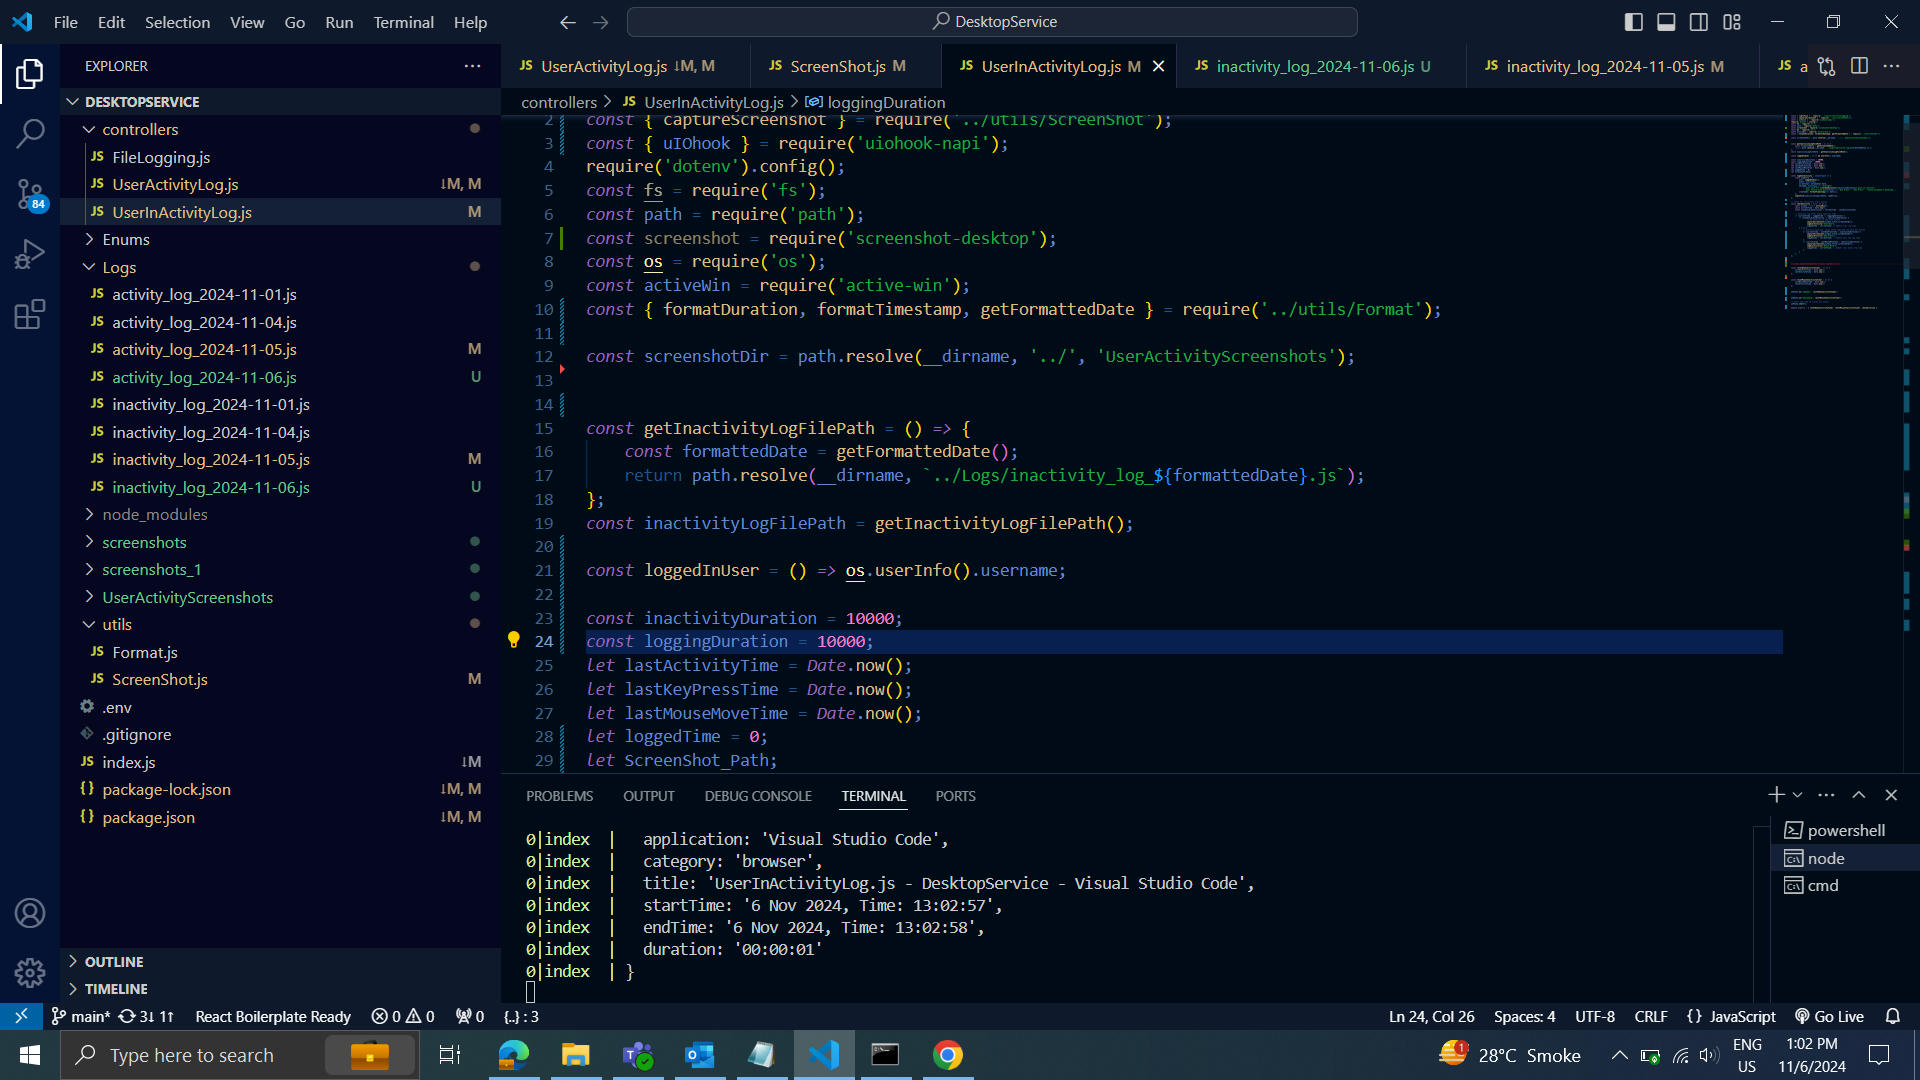 File Edit Selection View Go Run Terminal Help
DesktopService
EXPLORER
DESKTOPSERVICE
controllers
JS FileLogging.js
JS UserActivityLog.js ↓M, M
JS UserInActivityLog.js M
Enums
Logs
JS activity_log_2024-11-01.js
JS activity_log_2024-11-04.js
JS activity_log_2024-11-05.js M
JS activity_log_2024-11-06.js U
JS inactivity_log_2024-11-01.js
JS inactivity_log_2024-11-04.js
JS inactivity_log_2024-11-05.js M
JS inactivity_log_2024-11-06.js U
node_modules
screenshots
screenshots_1
UserActivityScreenshots
utils
JS Format.js
JS ScreenShot.js M
.env
.gitignore
JS index.js ↓M
{} package-lock.json ↓M, M
{} package.json ↓M, M
OUTLINE
TIMELINE
84
JS UserActivityLog.js ↓M, M
JS ScreenShot.js M
JS UserInActivityLog.js M
JS inactivity_log_2024-11-06.js U
JS inactivity_log_2024-11-05.js M
JS a
controllers > JS UserInActivityLog.js > loggingDuration
2 const { captureScreenshot } = require('../utils/ScreenShot');
3 const { uIOhook } = require('uiohook-napi');
4 require('dotenv').config();
5 const fs = require('fs');
6 const path = require('path');
7 const screenshot = require('screenshot-desktop');
8 const os = require('os');
9 const activeWin = require('active-win');
10 const { formatDuration, formatTimestamp, getFormattedDate } = require('../utils/Format');
11
12 const screenshotDir = path.resolve(__dirname, '../', 'UserActivityScreenshots');
13
14
15 const getInactivityLogFilePath = () => {
16 const formattedDate = getFormattedDate();
17 return path.resolve(__dirname, `../Logs/inactivity_log_${formattedDate}.js`);
18 };
19 const inactivityLogFilePath = getInactivityLogFilePath();
20
21 const loggedInUser = () => os.userInfo().username;
22
23 const inactivityDuration = 10000;
24 const loggingDuration = 10000;
25 let lastActivityTime = Date.now();
26 let lastKeyPressTime = Date.now();
27 let lastMouseMoveTime = Date.now();
28 let loggedTime = 0;
29 let ScreenShot_Path;
PROBLEMS OUTPUT DEBUG CONSOLE TERMINAL PORTS
0|index | application: 'Visual Studio Code',
0|index | category: 'browser',
0|index | title: 'UserInActivityLog.js - DesktopService - Visual Studio Code',
0|index | startTime: '6 Nov 2024, Time: 13:02:57',
0|index | endTime: '6 Nov 2024, Time: 13:02:58',
0|index | duration: '00:00:01'
0|index | }
powershell
node
cmd
main* 3↓ 1↑ React Boilerplate Ready 0 0 0 {..} : 3
Ln 24, Col 26 Spaces: 4 UTF-8 CRLF {} JavaScript Go Live
Type here to search
1
28°C Smoke
ENG
US
1:02 PM
11/6/2024